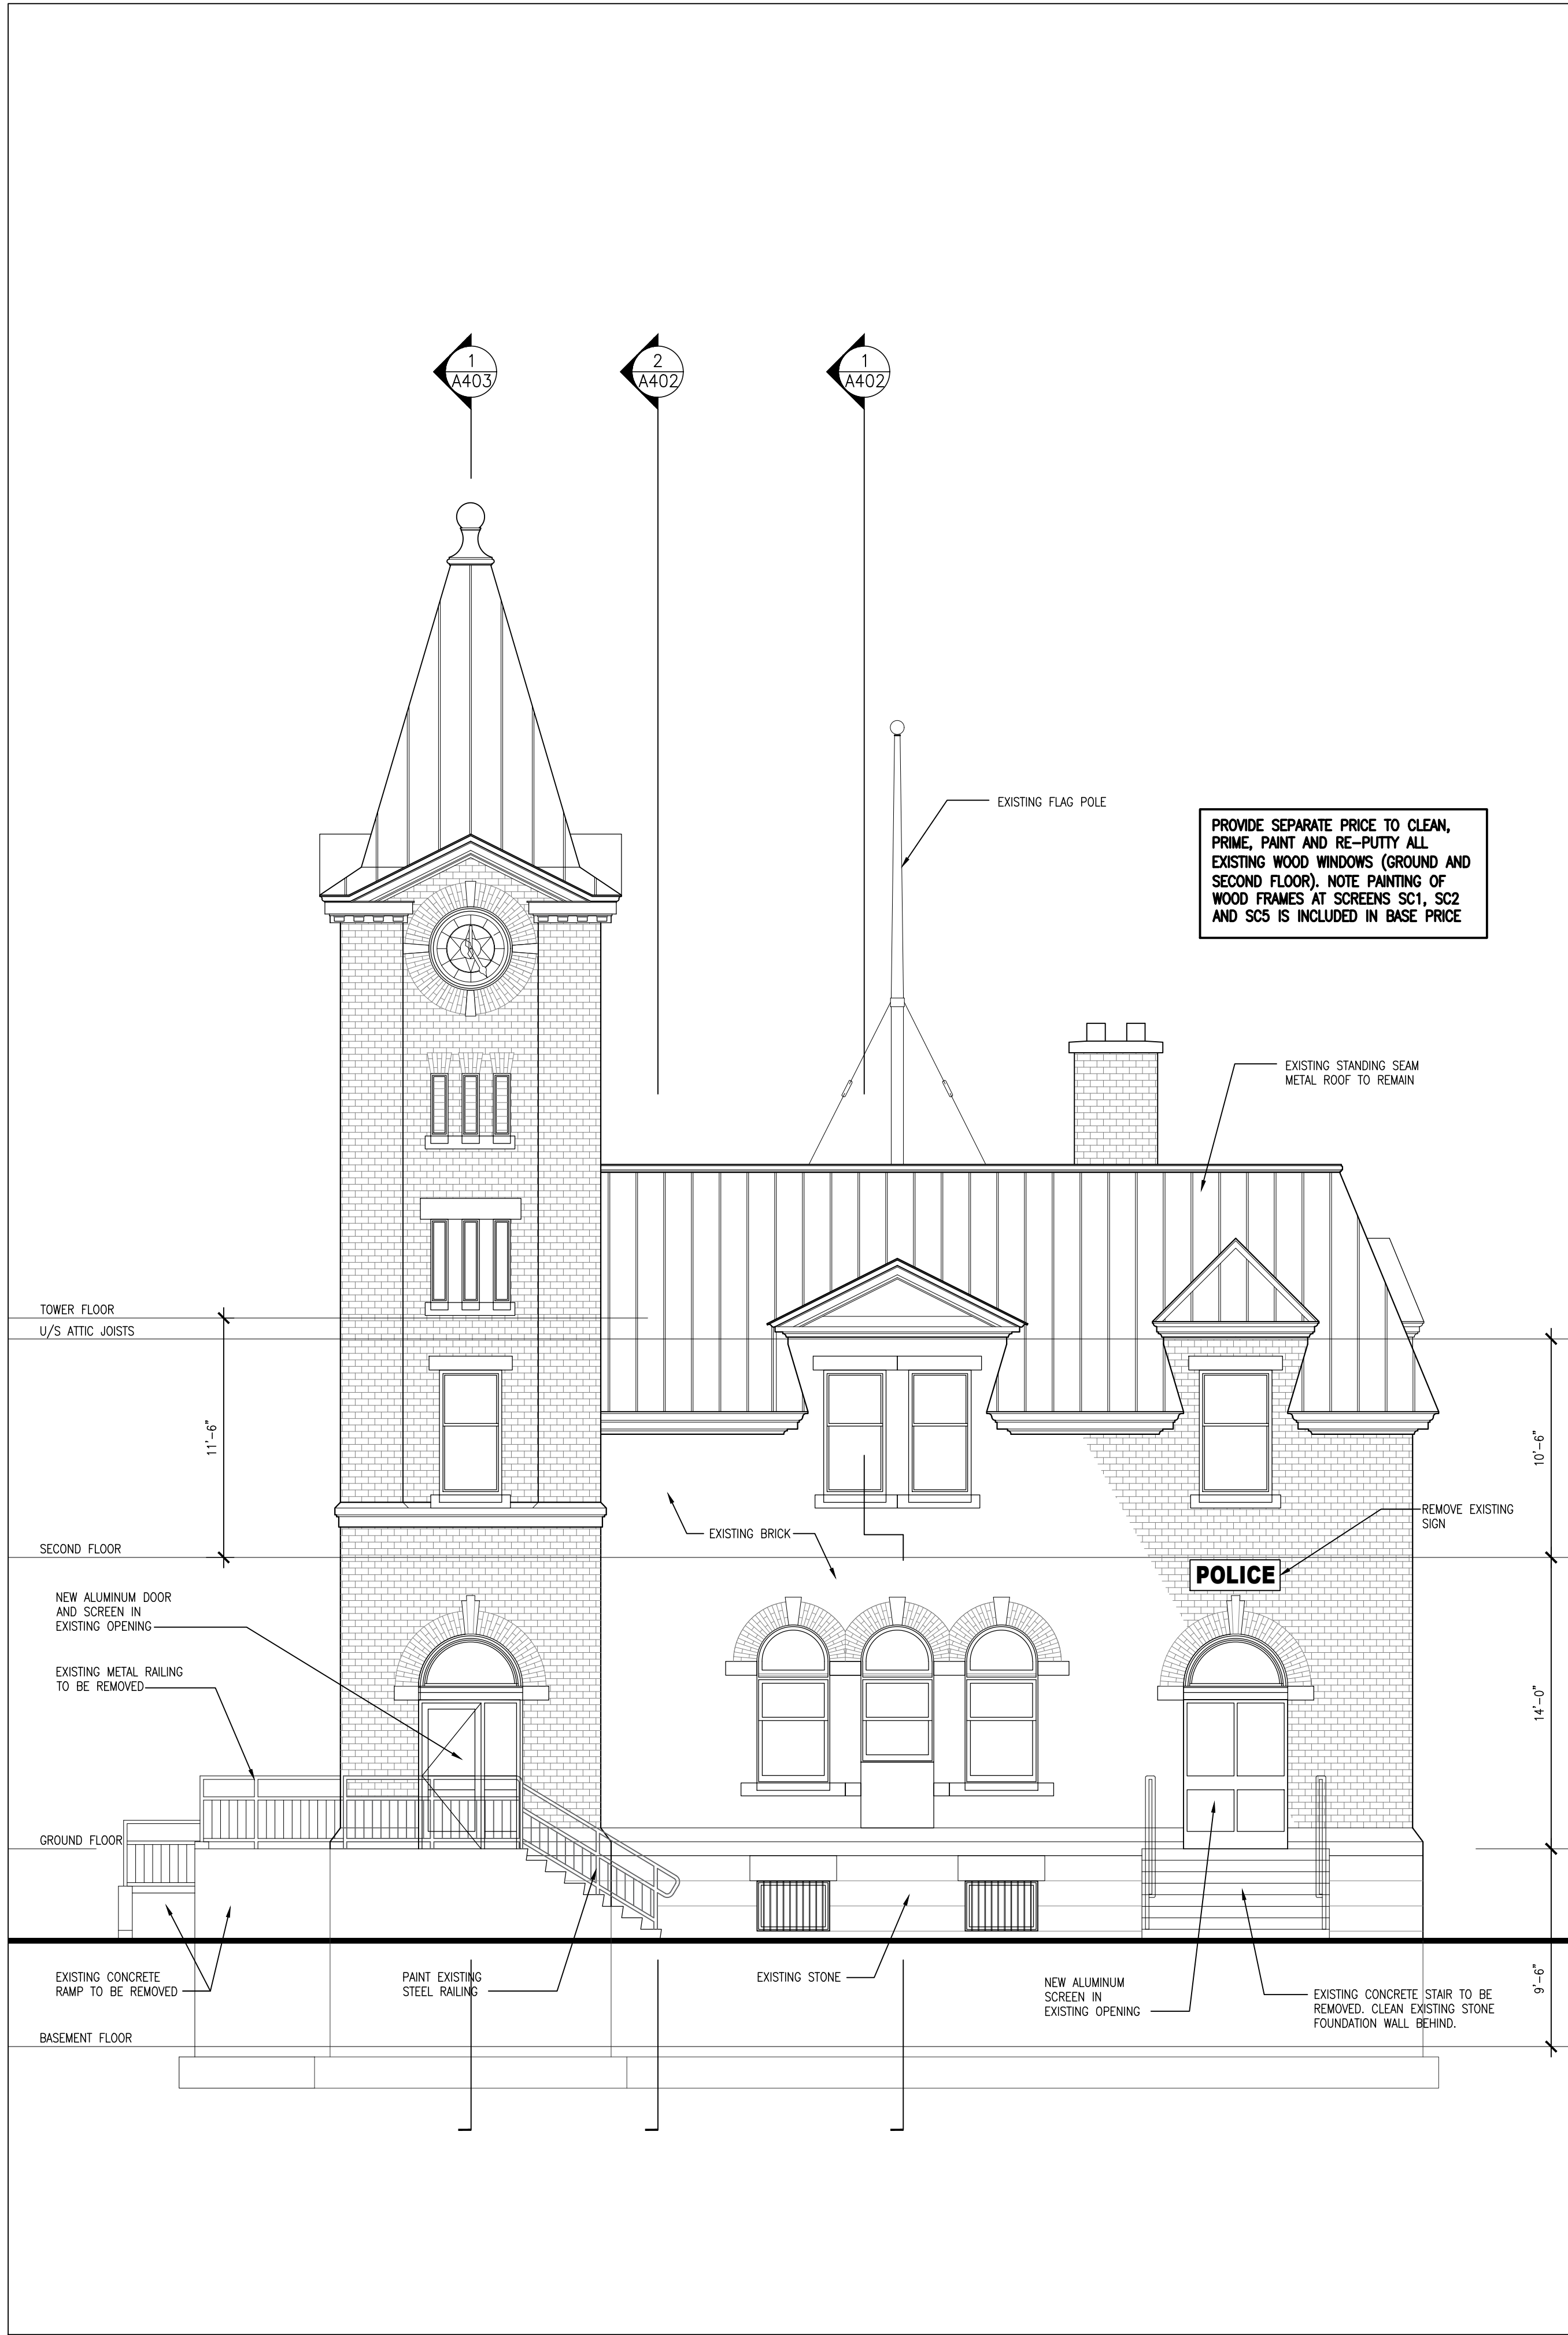 1
A403
2
A402
1
A402
EXISTING FLAG POLE
PROVIDE SEPARATE PRICE TO CLEAN,
PRIME, PAINT AND RE-PUTTY ALL
EXISTING WOOD WINDOWS (GROUND AND
SECOND FLOOR). NOTE PAINTING OF
WOOD FRAMES AT SCREENS SC1, SC2
AND SC5 IS INCLUDED IN BASE PRICE
EXISTING STANDING SEAM
METAL ROOF TO REMAIN
TOWER FLOOR
U/S ATTIC JOISTS
11'-6"
10'-6"
REMOVE EXISTING
SIGN
EXISTING BRICK
SECOND FLOOR
POLICE
NEW ALUMINUM DOOR
AND SCREEN IN
EXISTING OPENING
EXISTING METAL RAILING
TO BE REMOVED
14'-0"
GROUND FLOOR
EXISTING CONCRETE
RAMP TO BE REMOVED
PAINT EXISTING
STEEL RAILING
EXISTING STONE
NEW ALUMINUM
SCREEN IN
EXISTING OPENING
EXISTING CONCRETE STAIR TO BE
REMOVED. CLEAN EXISTING STONE
FOUNDATION WALL BEHIND.
9'-6"
BASEMENT FLOOR